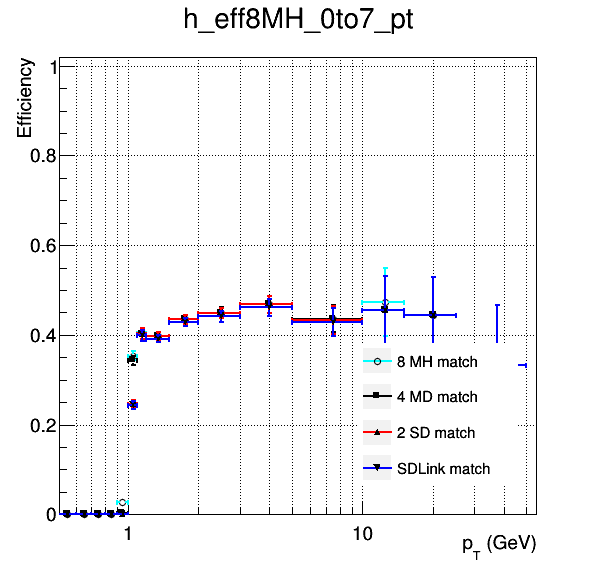 h_eff8MH_0to7_pt
Efficiency
1
0.8
0.6
0.4
0.2
0
8 MH match
4 MD match
2 SD match
SDLink match
1
10
p_T (GeV)